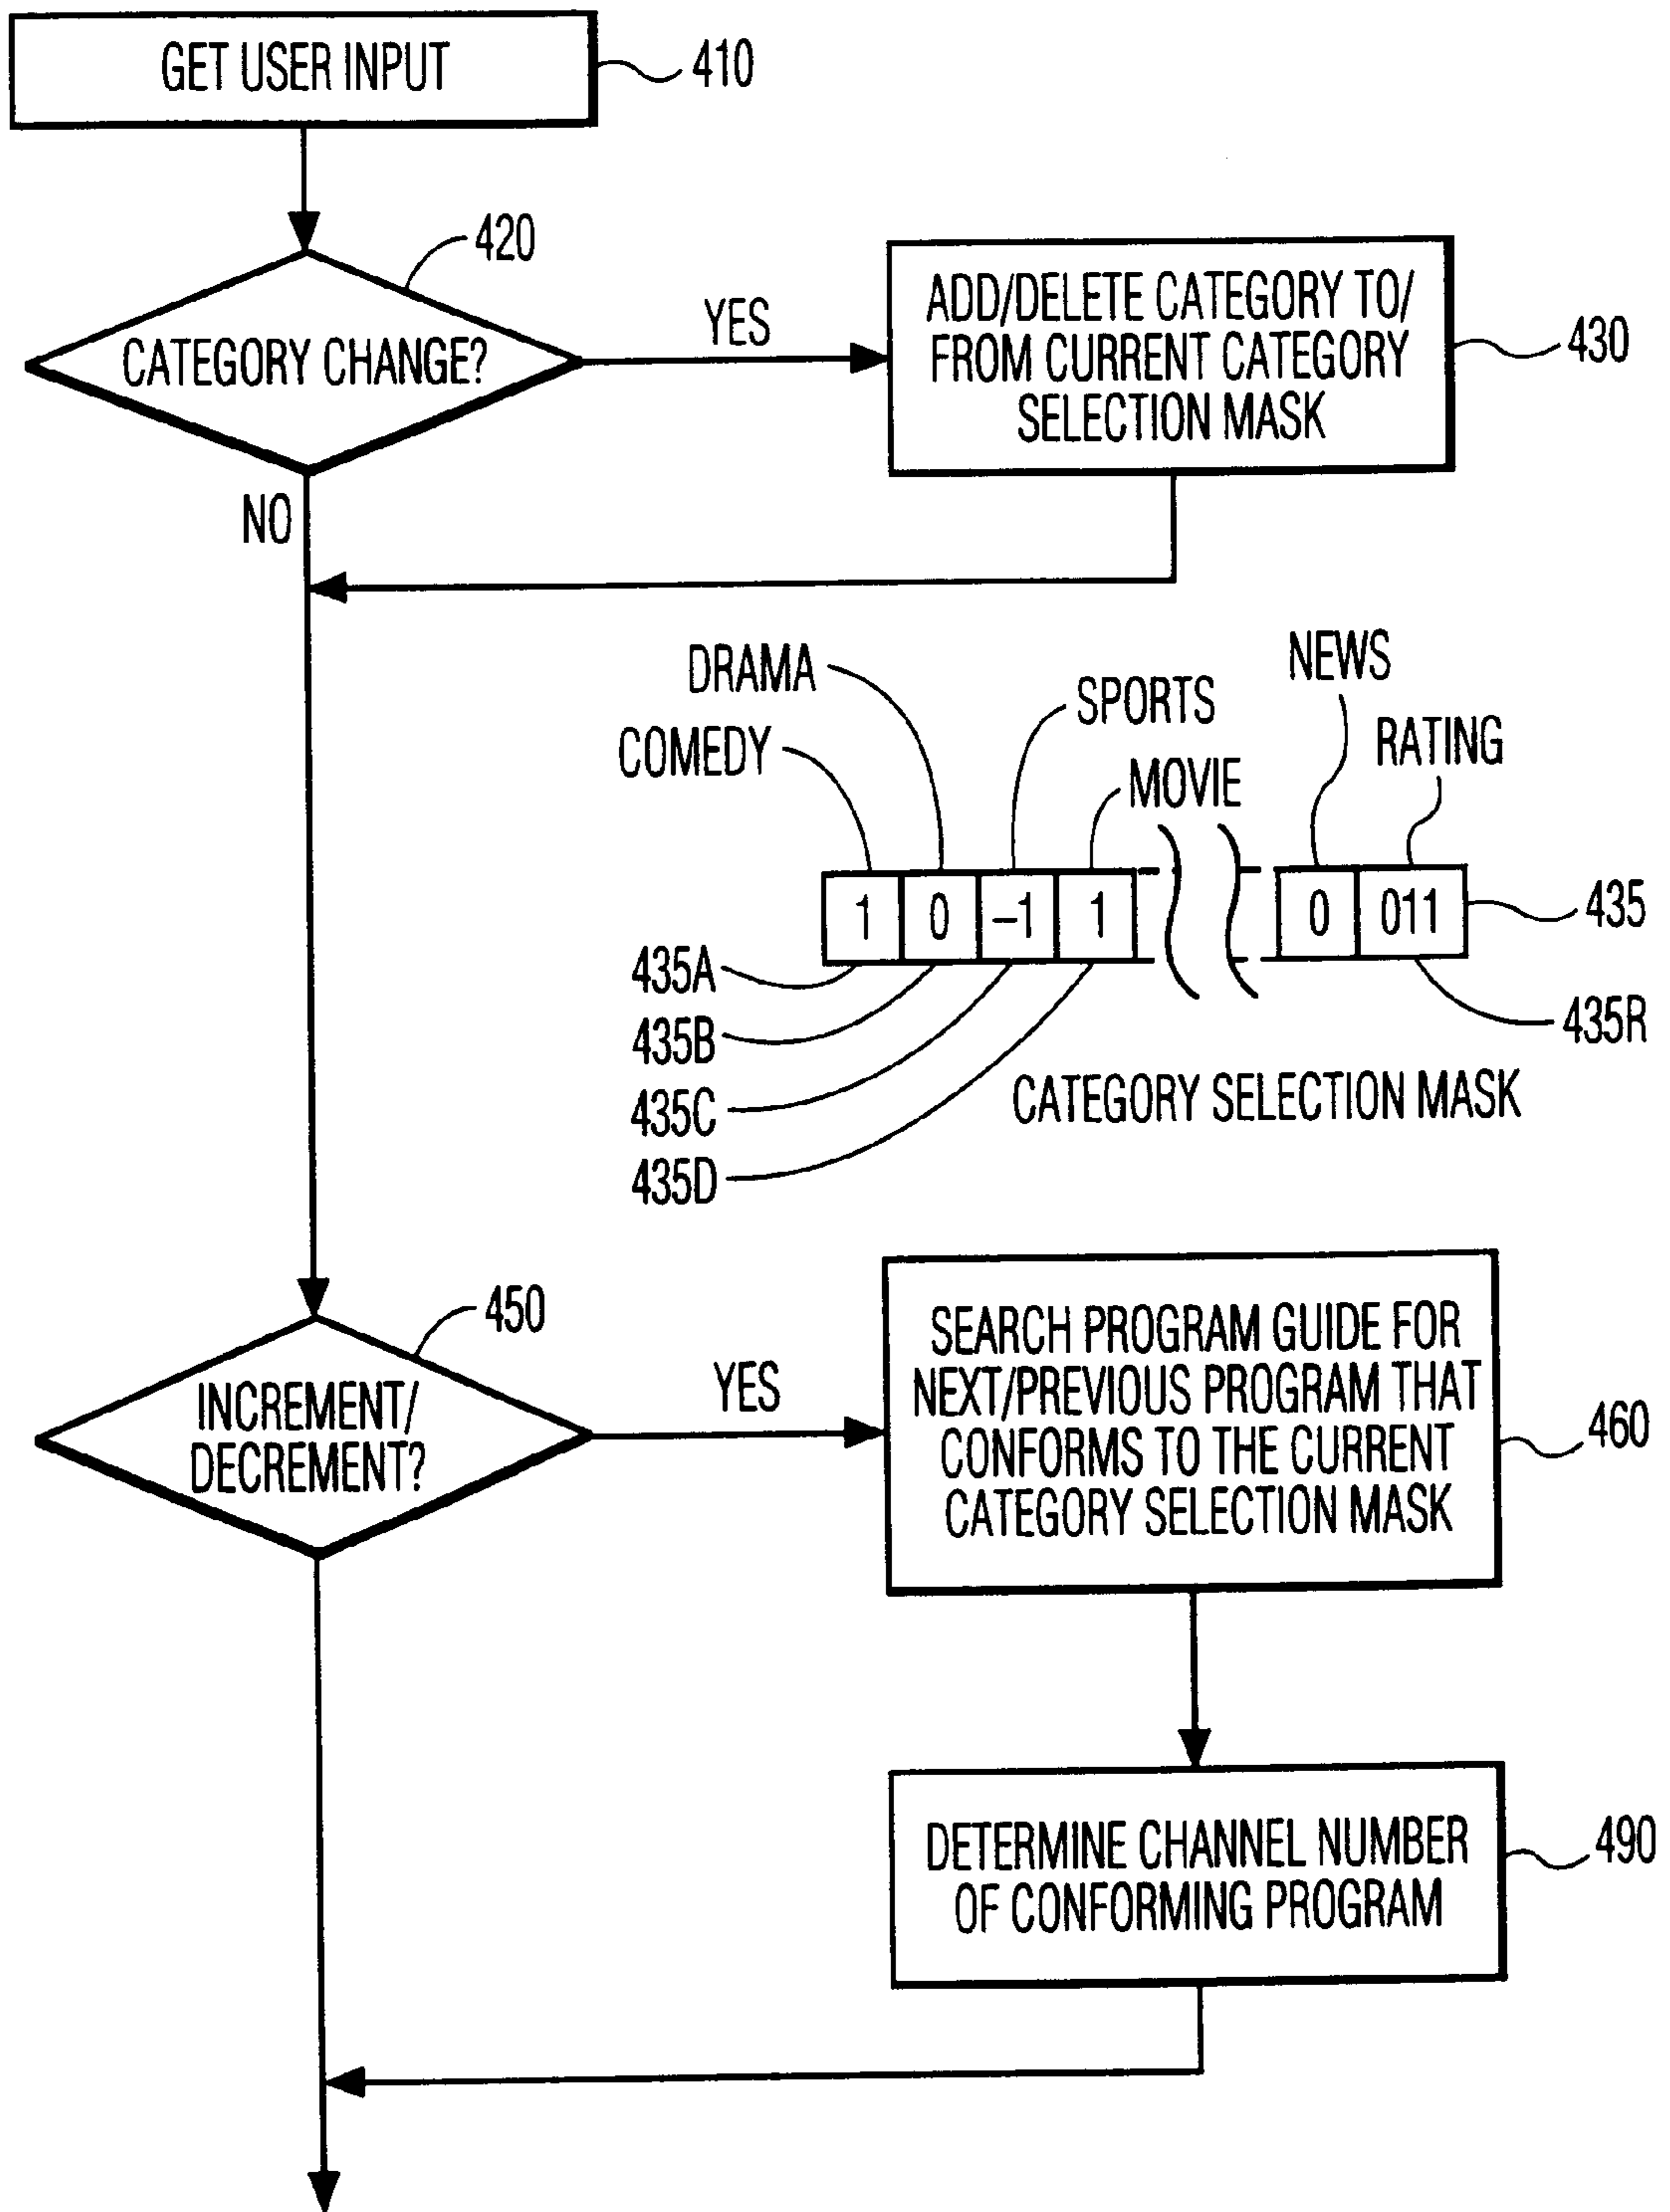 GET USER INPUT
410
420
CATEGORY CHANGE?
YES
ADD/DELETE CATEGORY TO/
FROM CURRENT CATEGORY
SELECTION MASK
430
NO
DRAMA
COMEDY
SPORTS
MOVIE
NEWS
RATING
1 0 -1 1 0 011
435
435A
435B
435C
435D
435R
CATEGORY SELECTION MASK
450
INCREMENT/
DECREMENT?
YES
SEARCH PROGRAM GUIDE FOR
NEXT/PREVIOUS PROGRAM THAT
CONFORMS TO THE CURRENT
CATEGORY SELECTION MASK
460
DETERMINE CHANNEL NUMBER
OF CONFORMING PROGRAM
490